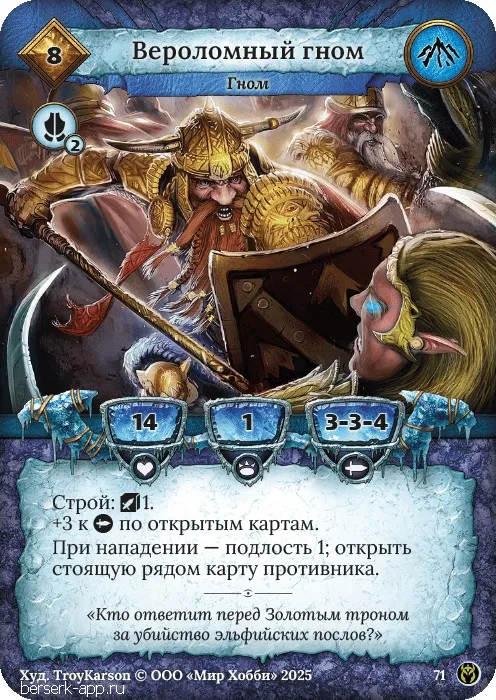 8
Вероломный гном
Гном
2
14
1
3-3-4
Строй: 1.
+3 к по открытым картам.
При нападении — подлость 1; открыть
стоящую рядом карту противника.
«Кто ответит перед Золотым троном
за убийство эльфийских послов?»
Худ. TroyKarson © ООО «Мир Хобби» 2025
71
berserk-app.ru